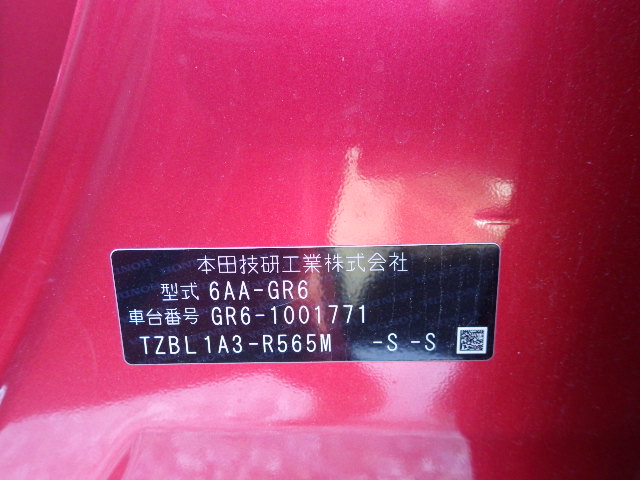 本田技研工業株式会社
型式 6AA-GR6
車台番号 GR6-1001771
TZBL1A3-R565M -S -S